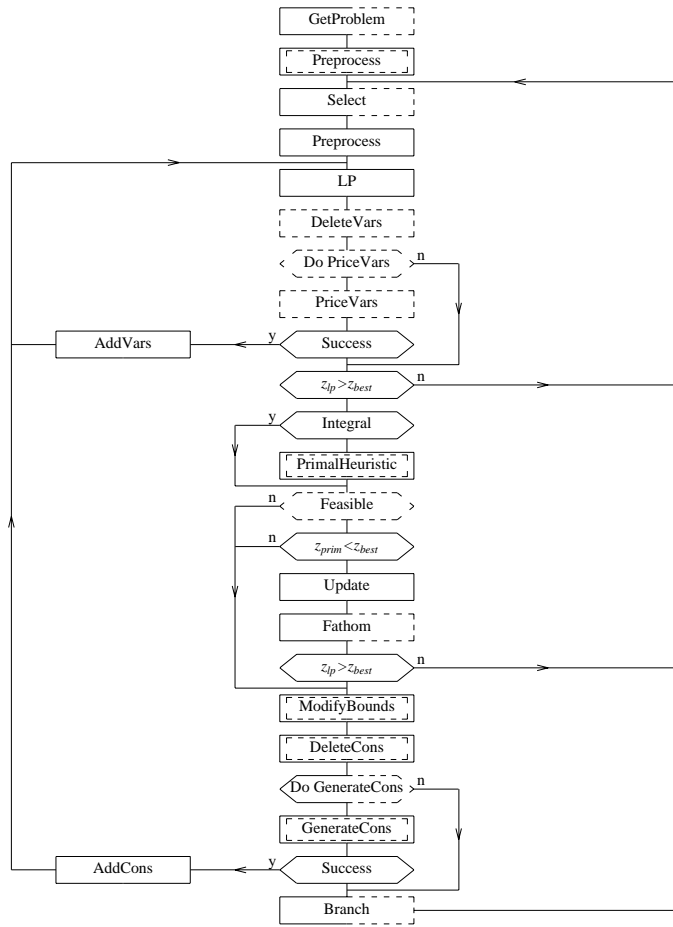 GetProblem
Preprocess
Select
Preprocess
LP
DeleteVars
Do PriceVars n
PriceVars
AddVars y Success
z_lp>z_best n
y Integral
PrimalHeuristic
n Feasible
n z_prim<z_best
Update
Fathom
z_lp>z_best n
ModifyBounds
DeleteCons
Do GenerateCons n
GenerateCons
AddCons y Success
Branch